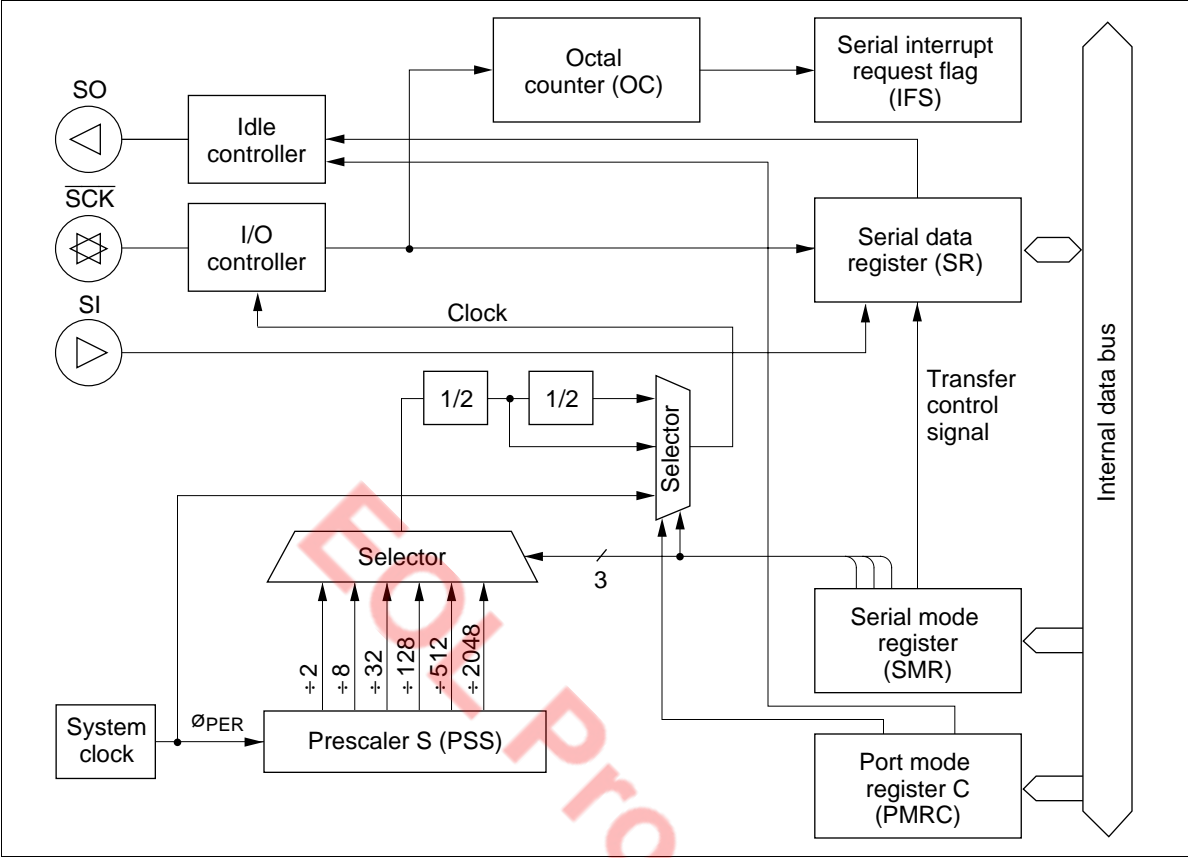 Octal
counter (OC)
Serial interrupt
request flag
(IFS)
SO
Idle
controller
SCK
I/O
controller
Serial data
register (SR)
SI
Clock
1/2
1/2
Selector
Transfer
control
signal
Internal data bus
Selector
3
÷2
÷8
÷32
÷128
÷512
÷2048
Serial mode
register
(SMR)
System
clock
øPER
Prescaler S (PSS)
Port mode
register C
(PMRC)
EOL Pro